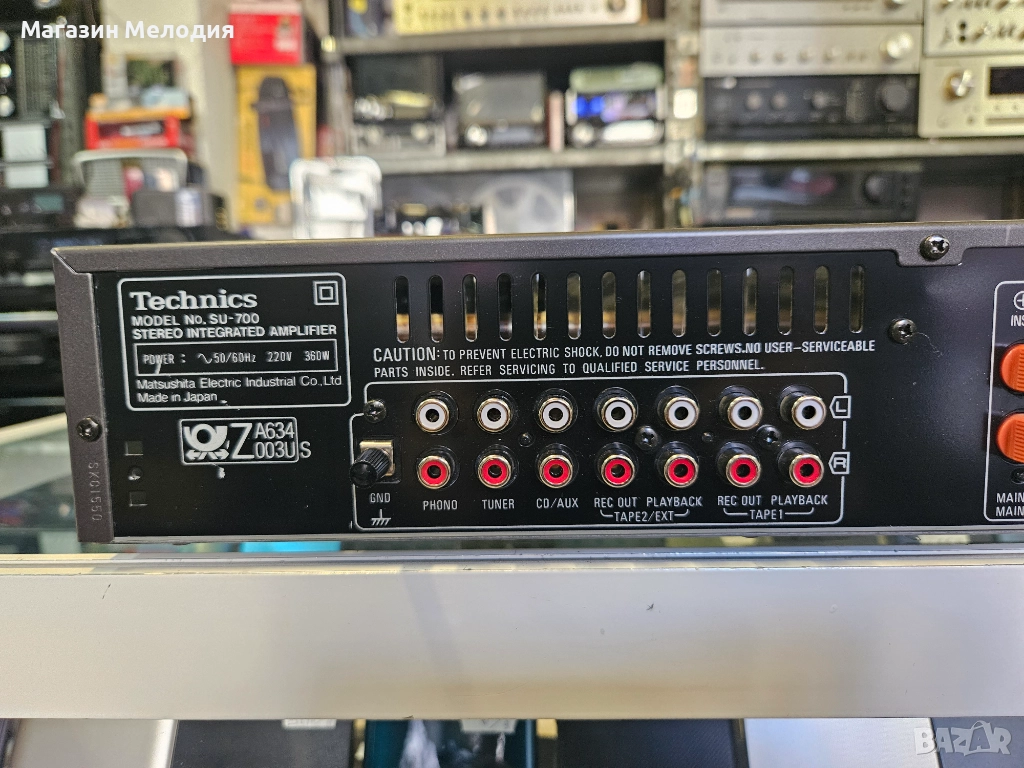 Магазин Мелодия
Technics
MODEL No. SU-700
STEREO INTEGRATED AMPLIFIER
POWER : ∿50/60Hz 220V 360W
Matsushita Electric Industrial Co.,Ltd
Made in Japan
Z A634
003U S
SX01S50
CAUTION: TO PREVENT ELECTRIC SHOCK, DO NOT REMOVE SCREWS.NO USER-SERVICEABLE
PARTS INSIDE. REFER SERVICING TO QUALIFIED SERVICE PERSONNEL.
L
R
GND
PHONO
TUNER
CD/AUX
REC OUT PLAYBACK
TAPE2/EXT
REC OUT PLAYBACK
TAPE1
MAIN
MAIN
BAZAR